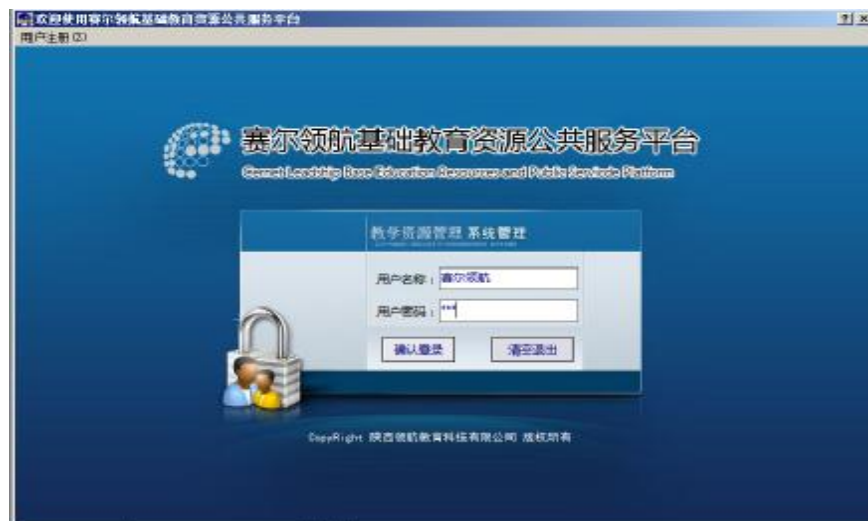 欢迎使用赛尔领航基础教育资源公共服务平台
用户注册(Z)
赛尔领航基础教育资源公共服务平台
Cernet Leadship Base Education Resources and Public Servicde Platform
教学资源管理 系统管理
用户名称：赛尔领航
用户密码：***
确认登录 清空退出
CopyRight 陕西领航教育科技有限公司 版权所有